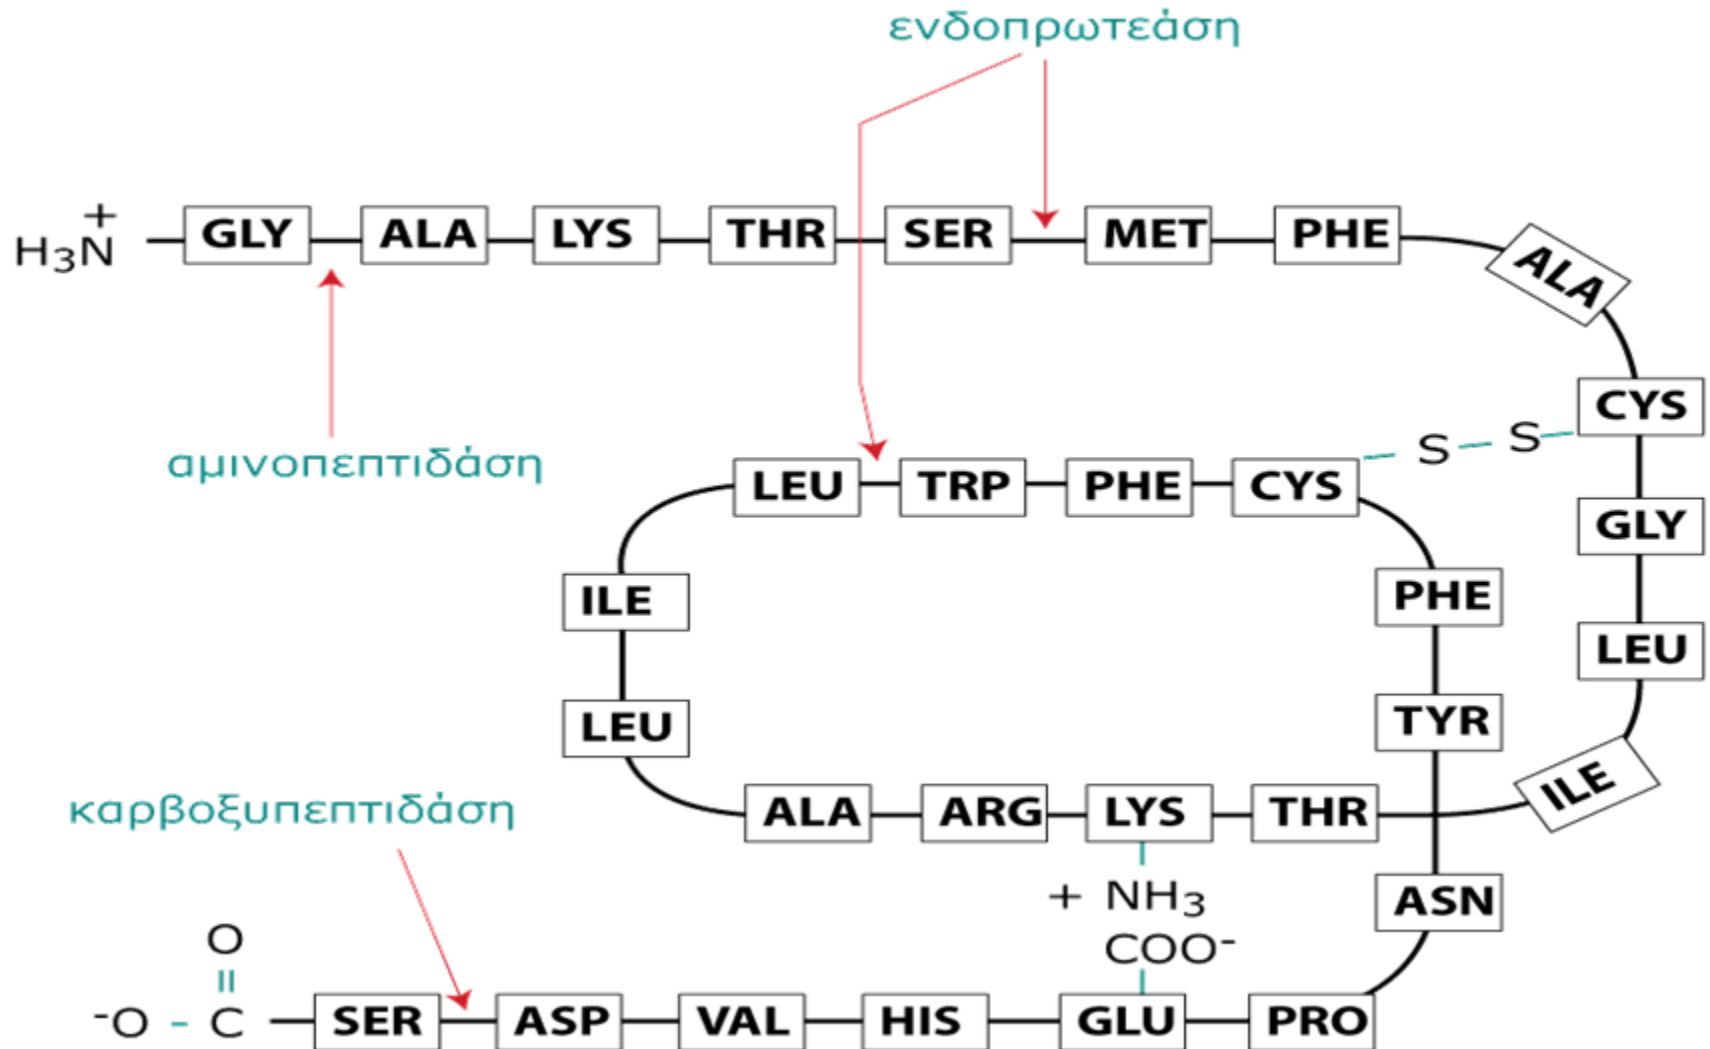 ενδοπρωτεάση
H3N + GLY ALA LYS THR SER MET PHE ALA
αμινοπεπτιδάση
CYS
LEU TRP PHE CYS S S
GLY
ILE PHE
LEU
LEU TYR
ILE
καρβοξυπεπτιδάση
ALA ARG LYS THR
+ NH3
ASN
O
COO-
-O - C SER ASP VAL HIS GLU PRO